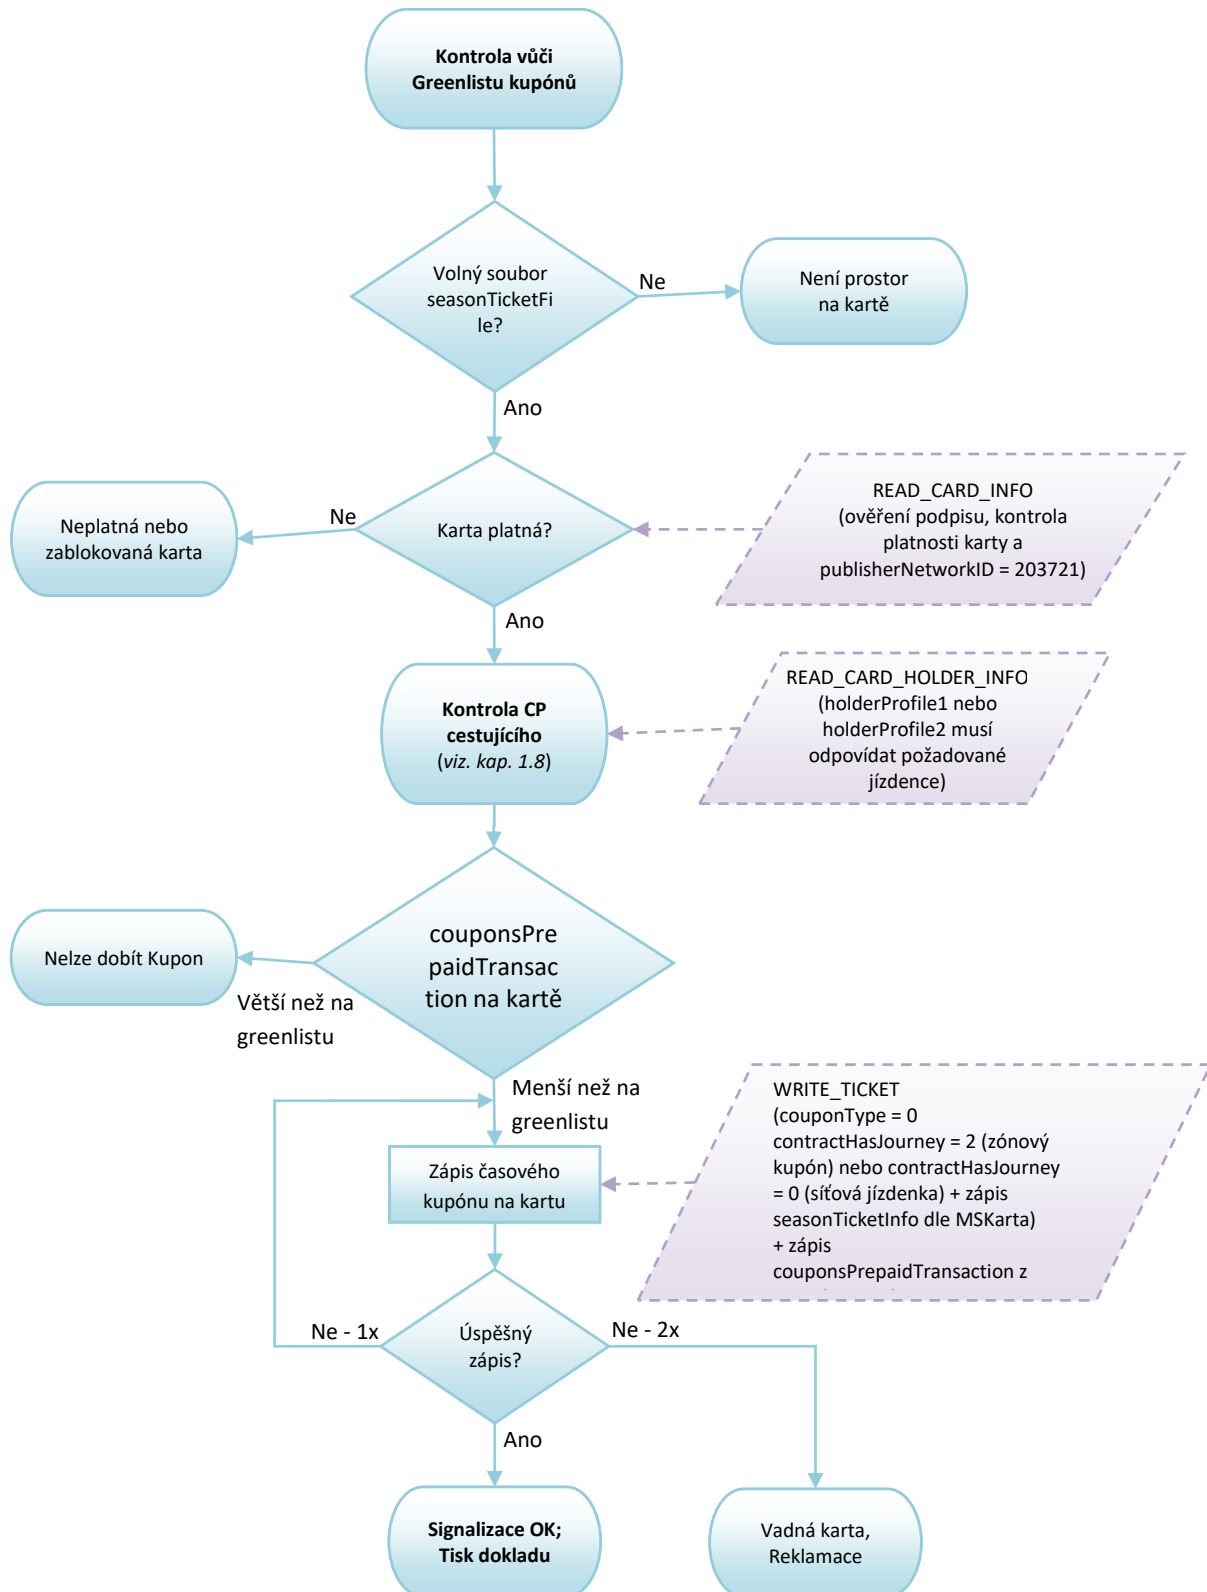 Kontrola vůči
Greenlistu kupónů
Volný soubor
seasonTicketFi
le?
Ne
Není prostor
na kartě
Ano
Karta platná?
Ne
Neplatná nebo
zablokovaná karta
READ_CARD_INFO
(ověření podpisu, kontrola
platnosti karty a
publisherNetworkID = 203721)
Ano
Kontrola CP
cestujícího
(viz. kap. 1.8)
READ_CARD_HOLDER_INFO
(holderProfile1 nebo
holderProfile2 musí
odpovídat požadované
jízdence)
couponsPre
paidTransac
tion na kartě
Nelze dobít Kupon
Větší než na
greenlistu
Menší než na
greenlistu
Zápis časového
kupónu na kartu
WRITE_TICKET
(couponType = 0
contractHasJourney = 2 (zónový
kupón) nebo contractHasJourney
= 0 (síťová jízdenka) + zápis
seasonTicketInfo dle MSKarta)
+ zápis
couponsPrepaidTransaction z
Úspěšný
zápis?
Ne - 1x
Ne - 2x
Ano
Signalizace OK;
Tisk dokladu
Vadná karta,
Reklamace